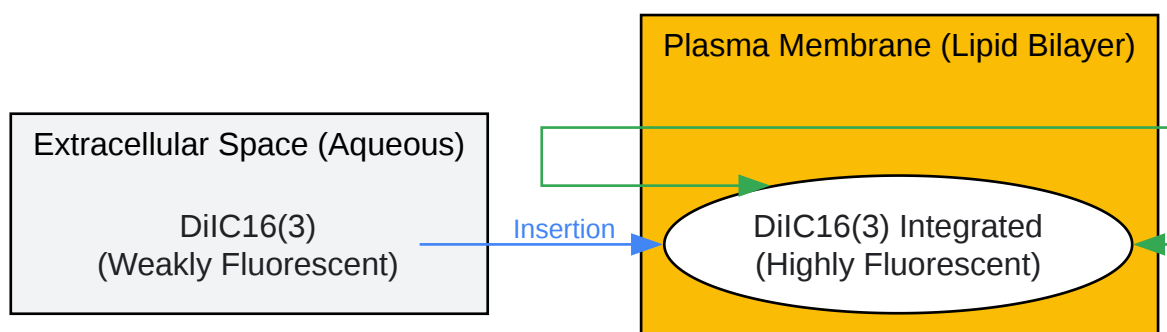 Plasma Membrane (Lipid Bilayer)
Extracellular Space (Aqueous)
DiIC16(3)
(Weakly Fluorescent)
Insertion
DiIC16(3) Integrated
(Highly Fluorescent)